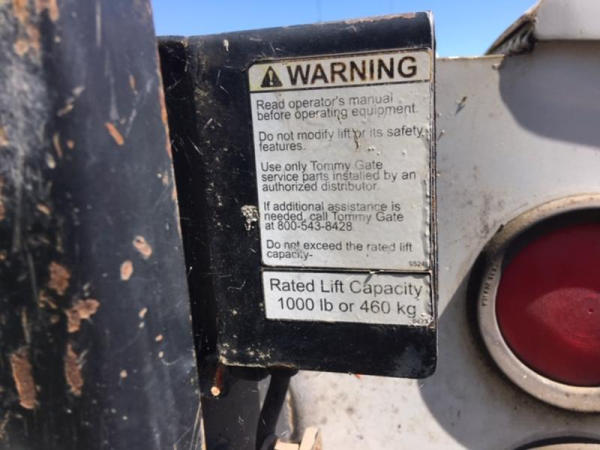 WARNING
Read operator's manual
before operating equipment.
Do not modify lift or its safety
features.
Use only Tommy Gate
service parts installed by an
authorized distributor.
If additional assistance is
needed, call Tommy Gate
at 800-543-8428
Do not exceed the rated lift
capacity-
Rated Lift Capacity
1000 lb or 460 kg